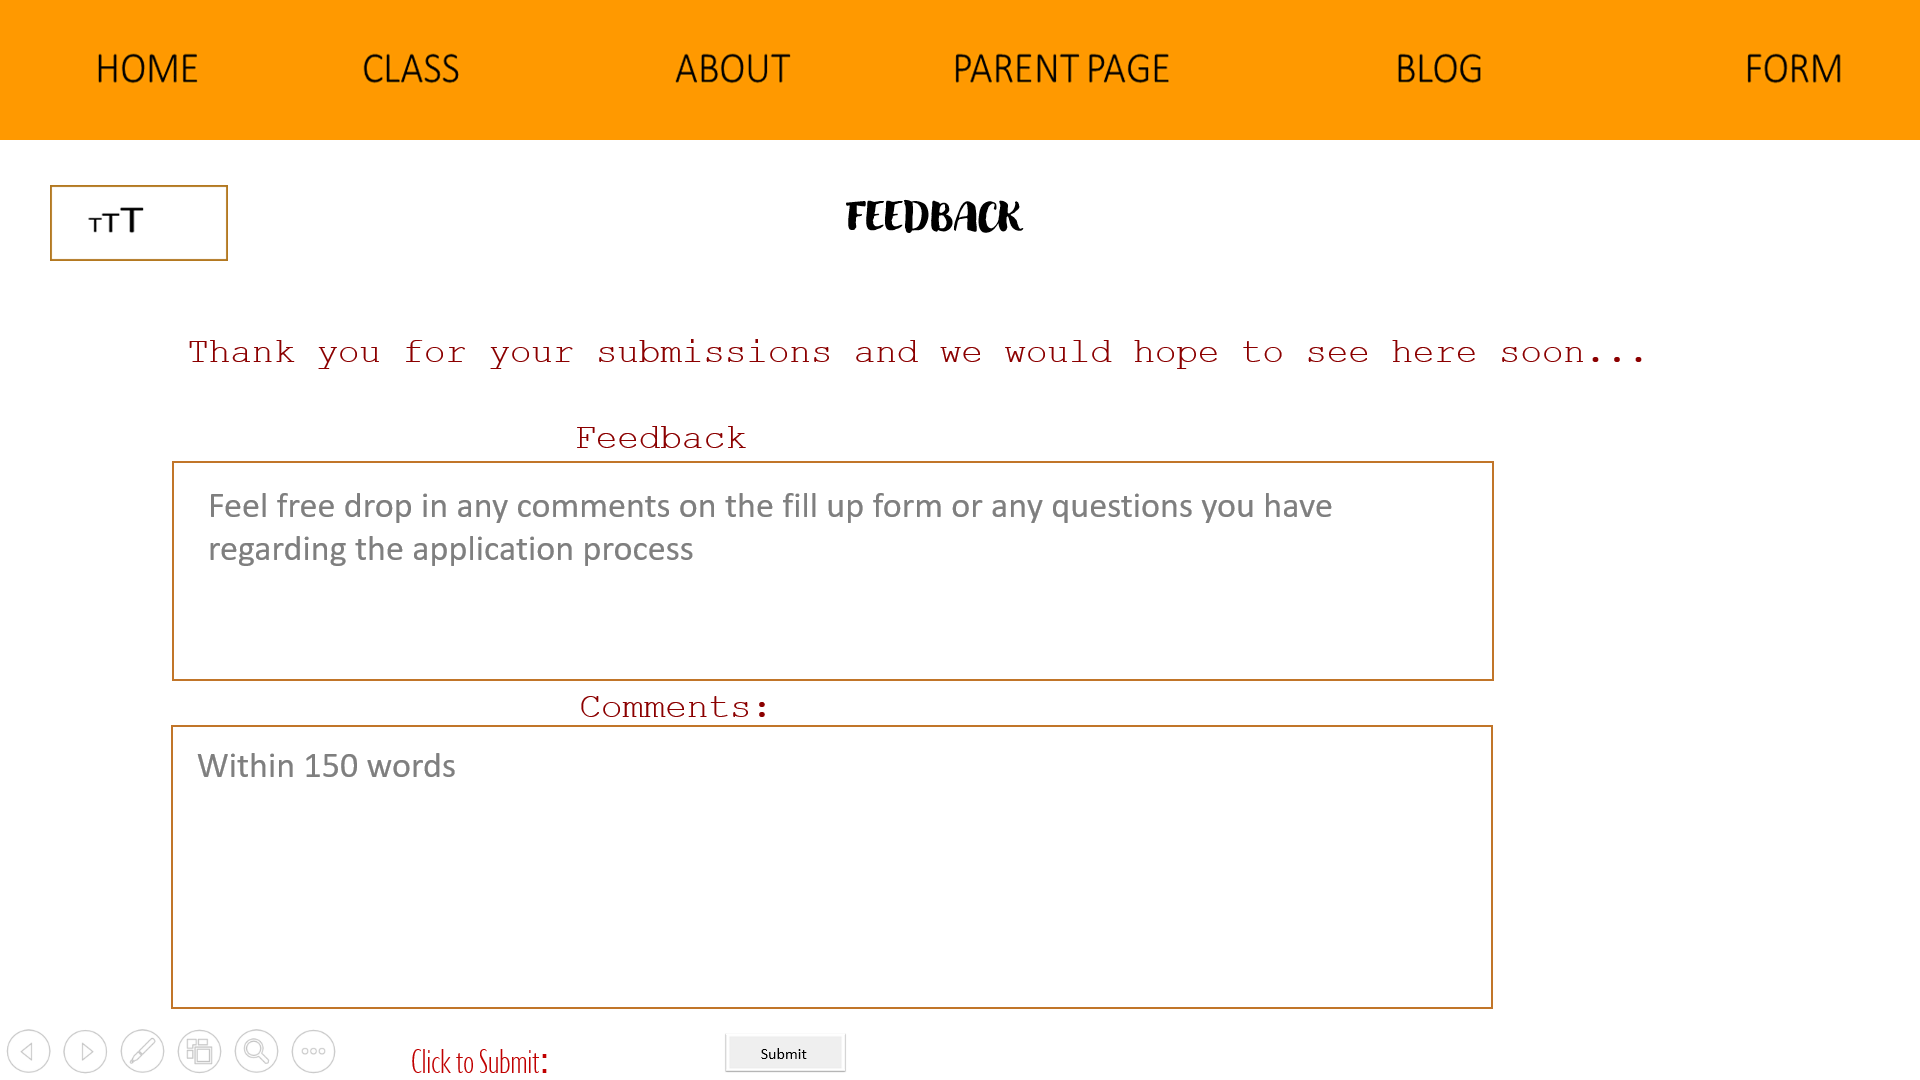 HOME CLASS ABOUT PARENT PAGE BLOG FORM
TTT
FEEDBACK
Thank you for your submissions and we would hope to see here soon...
Feedback
Feel free drop in any comments on the fill up form or any questions you have
regarding the application process
Comments:
Within 150 words
Click to Submit:
Submit